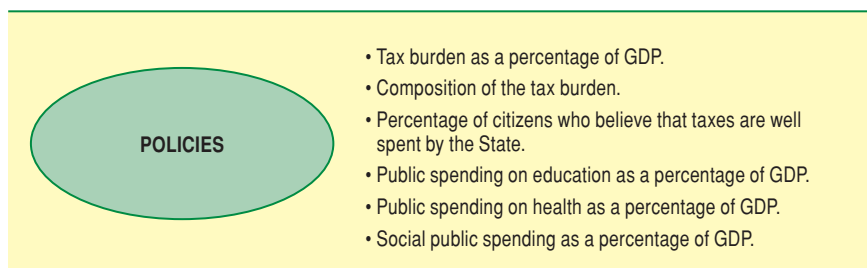 POLICIES
• Tax burden as a percentage of GDP.
• Composition of the tax burden.
• Percentage of citizens who believe that taxes are well
spent by the State.
• Public spending on education as a percentage of GDP.
• Public spending on health as a percentage of GDP.
• Social public spending as a percentage of GDP.